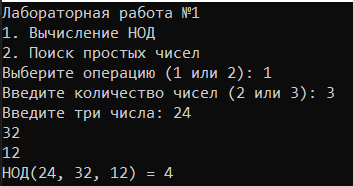 Лабораторная работа №1
1. Вычисление НОД
2. Поиск простых чисел
Выберите операцию (1 или 2): 1
Введите количество чисел (2 или 3): 3
Введите три числа: 24
32
12
НОД(24, 32, 12) = 4